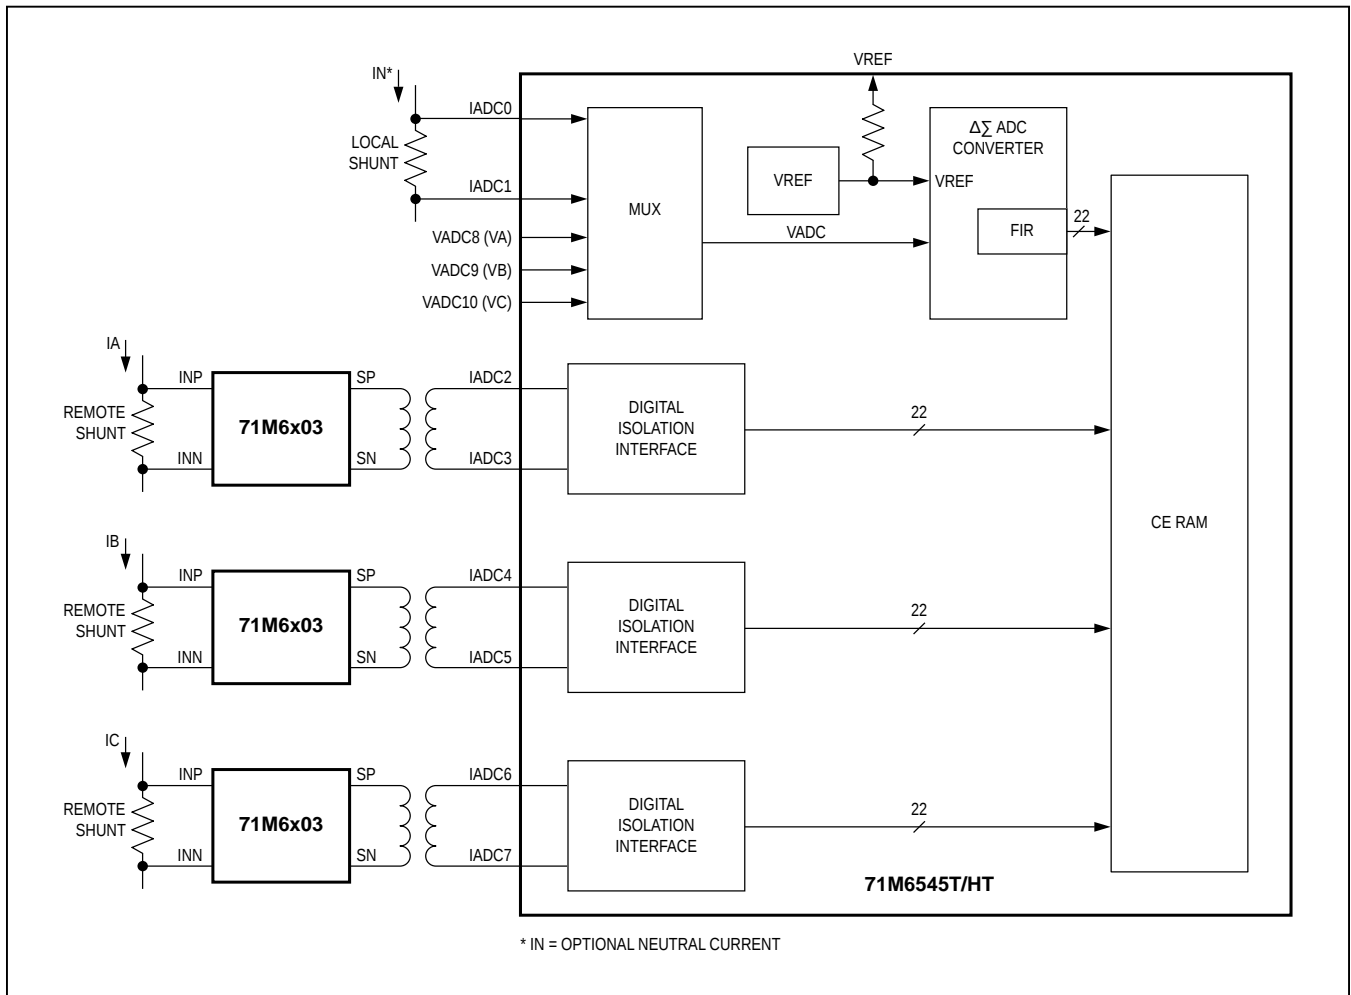 VREF
IN*
IADC0
LOCAL
SHUNT
IADC1
VADC8 (VA)
VADC9 (VB)
VADC10 (VC)
MUX
VREF
VREF
ΔΣ ADC
CONVERTER
FIR
22
VADC
IA
INP
REMOTE
SHUNT
INN
71M6x03
SP
SN
IADC2
IADC3
DIGITAL
ISOLATION
INTERFACE
22
CE RAM
IB
INP
REMOTE
SHUNT
INN
71M6x03
SP
SN
IADC4
IADC5
DIGITAL
ISOLATION
INTERFACE
22
IC
INP
REMOTE
SHUNT
INN
71M6x03
SP
SN
IADC6
IADC7
DIGITAL
ISOLATION
INTERFACE
22
71M6545T/HT
* IN = OPTIONAL NEUTRAL CURRENT